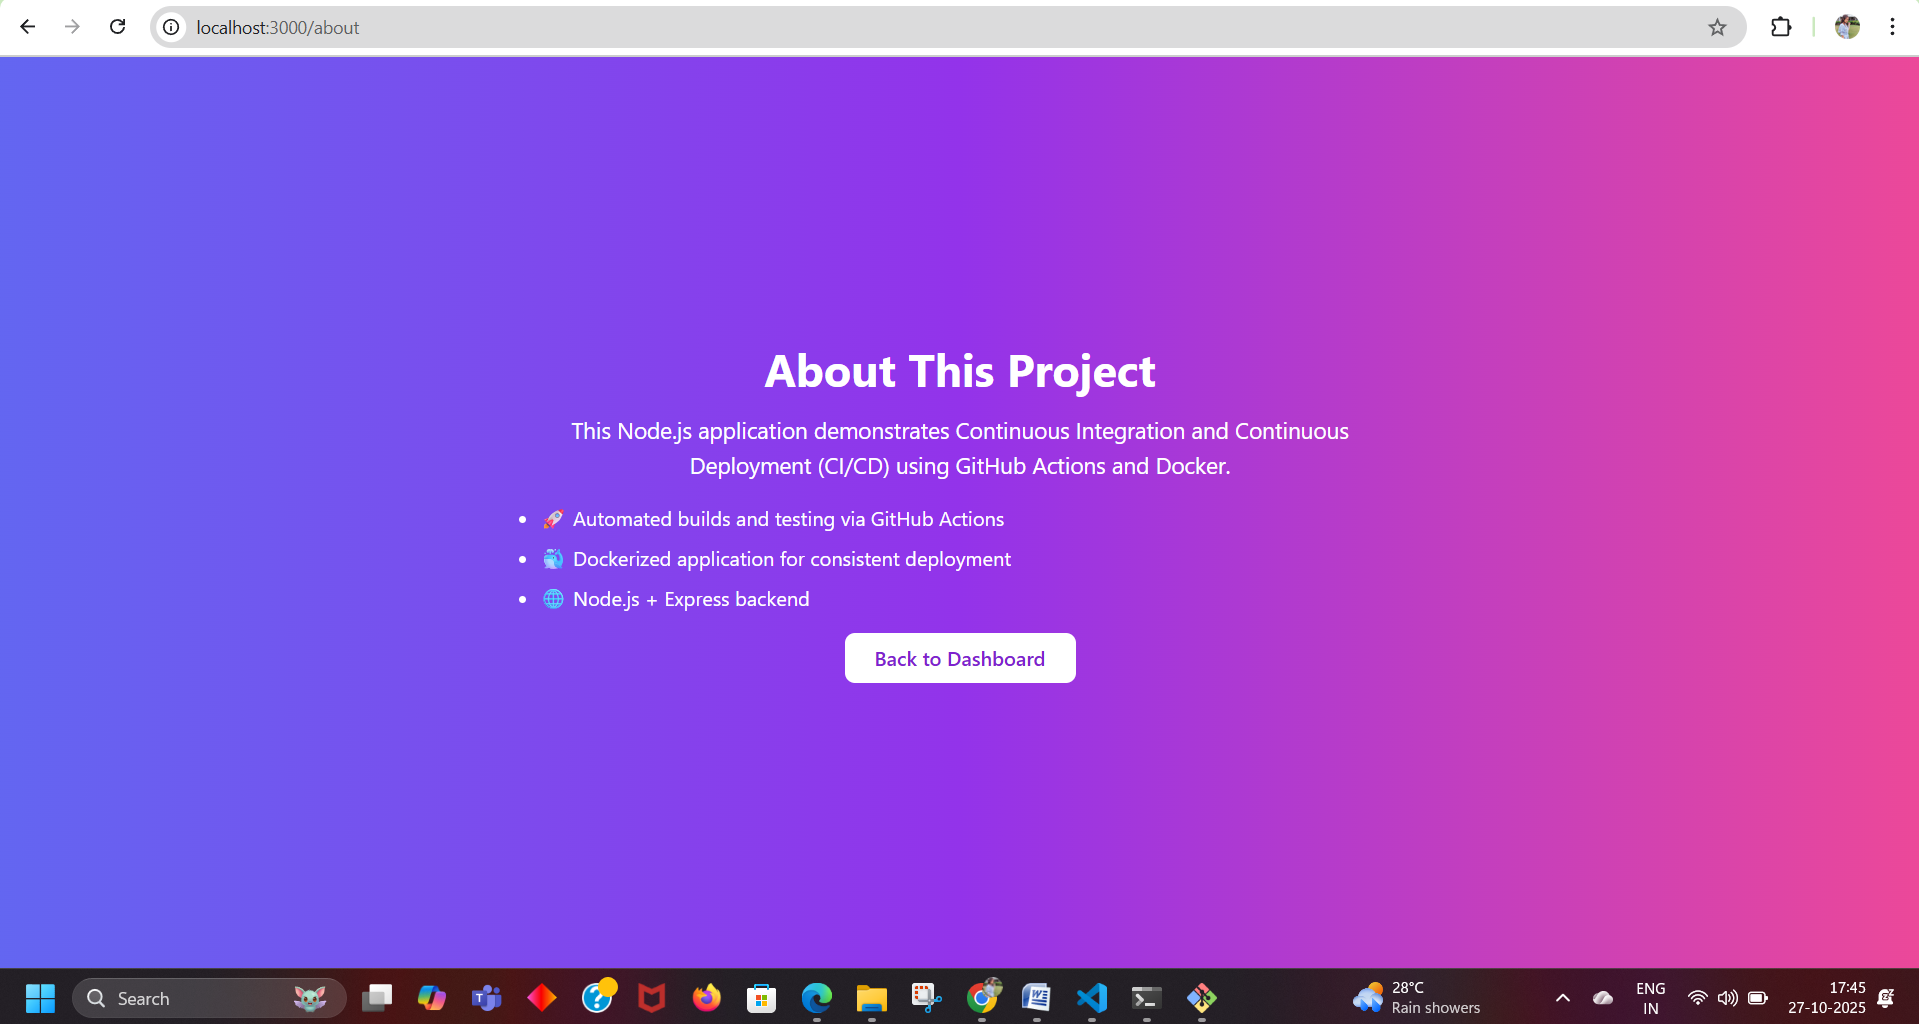 localhost:3000/about
About This Project
This Node.js application demonstrates Continuous Integration and Continuous
Deployment (CI/CD) using GitHub Actions and Docker.
• 🚀 Automated builds and testing via GitHub Actions
• 🐳 Dockerized application for consistent deployment
• 🌐 Node.js + Express backend
Back to Dashboard
Search
28°C
Rain showers
ENG
IN
17:45
27-10-2025